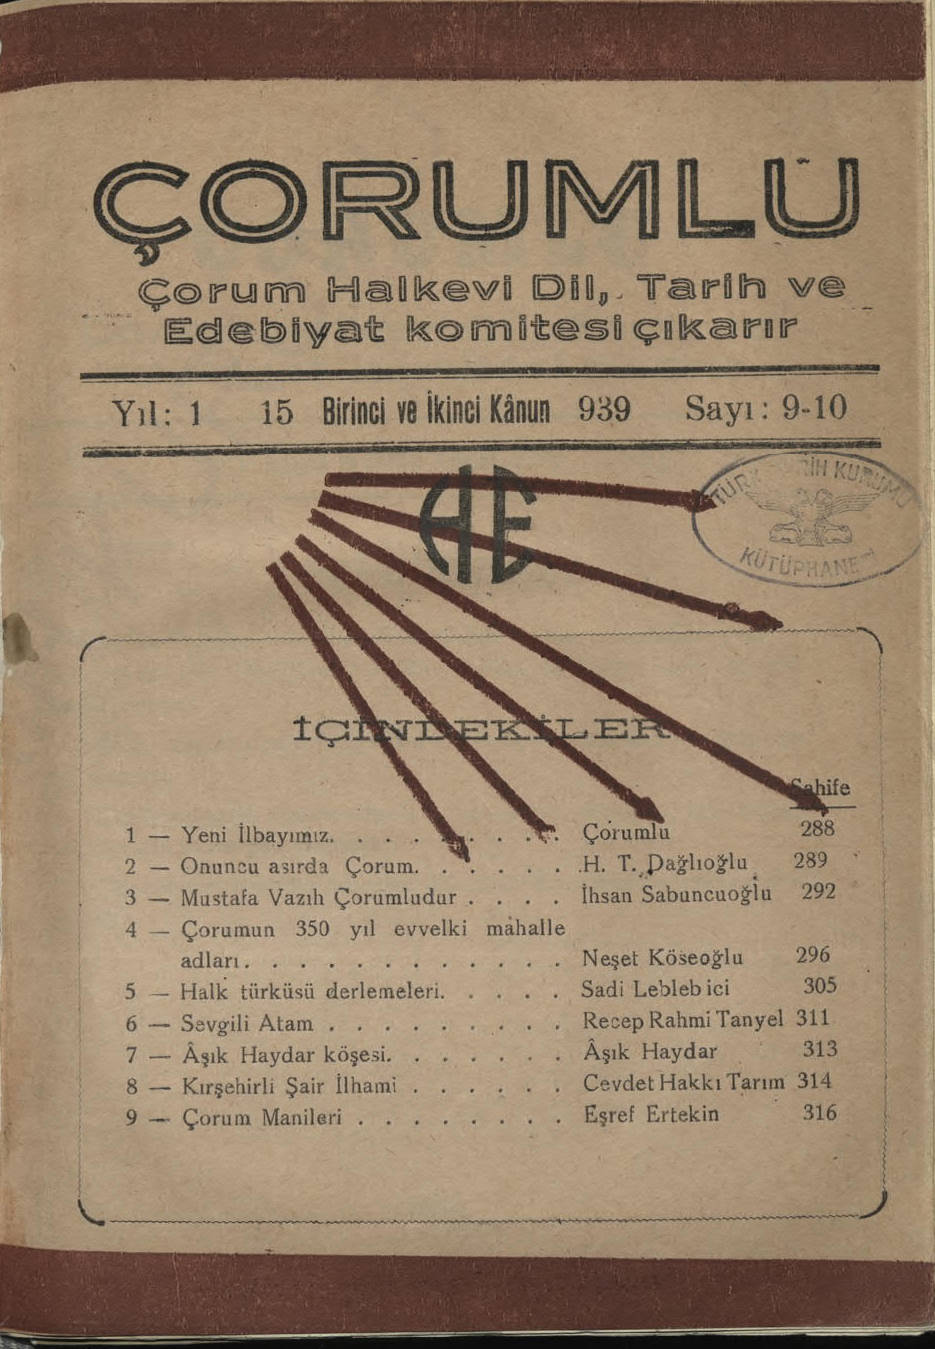 ÇORUMLU
Çorum Halkevi Dil, Tarih ve
Edebiyat komitesi çıkarır
Yıl: 1 15 Birinci ve İkinci Kânun 939 Sayı: 9-10
HE
TÜRK TARİH KURUMU
KÜTÜPHANESİ
İÇİNDEKİLER
Sahife
1 — Yeni İlbayımız. . . . . . . . . Çorumlu 288
2 — Onuncu asırda Çorum. . . . . . . H. T. Dağlıoğlu 289
3 — Mustafa Vazıh Çorumludur . . . . İhsan Sabuncuoğlu 292
4 — Çorumun 350 yıl evvelki mahalle
adları. . . . . . . . . . . . Neşet Köseoğlu 296
5 — Halk türküsü derlemeleri. . . . . Sadi Leblebici 305
6 — Sevgili Atam . . . . . . . . . Recep Rahmi Tanyel 311
7 — Âşık Haydar köşesi. . . . . . . Âşık Haydar 313
8 — Kırşehirli Şair İlhami . . . . . . Cevdet Hakkı Tarım 314
9 — Çorum Manileri . . . . . . . . Eşref Ertekin 316